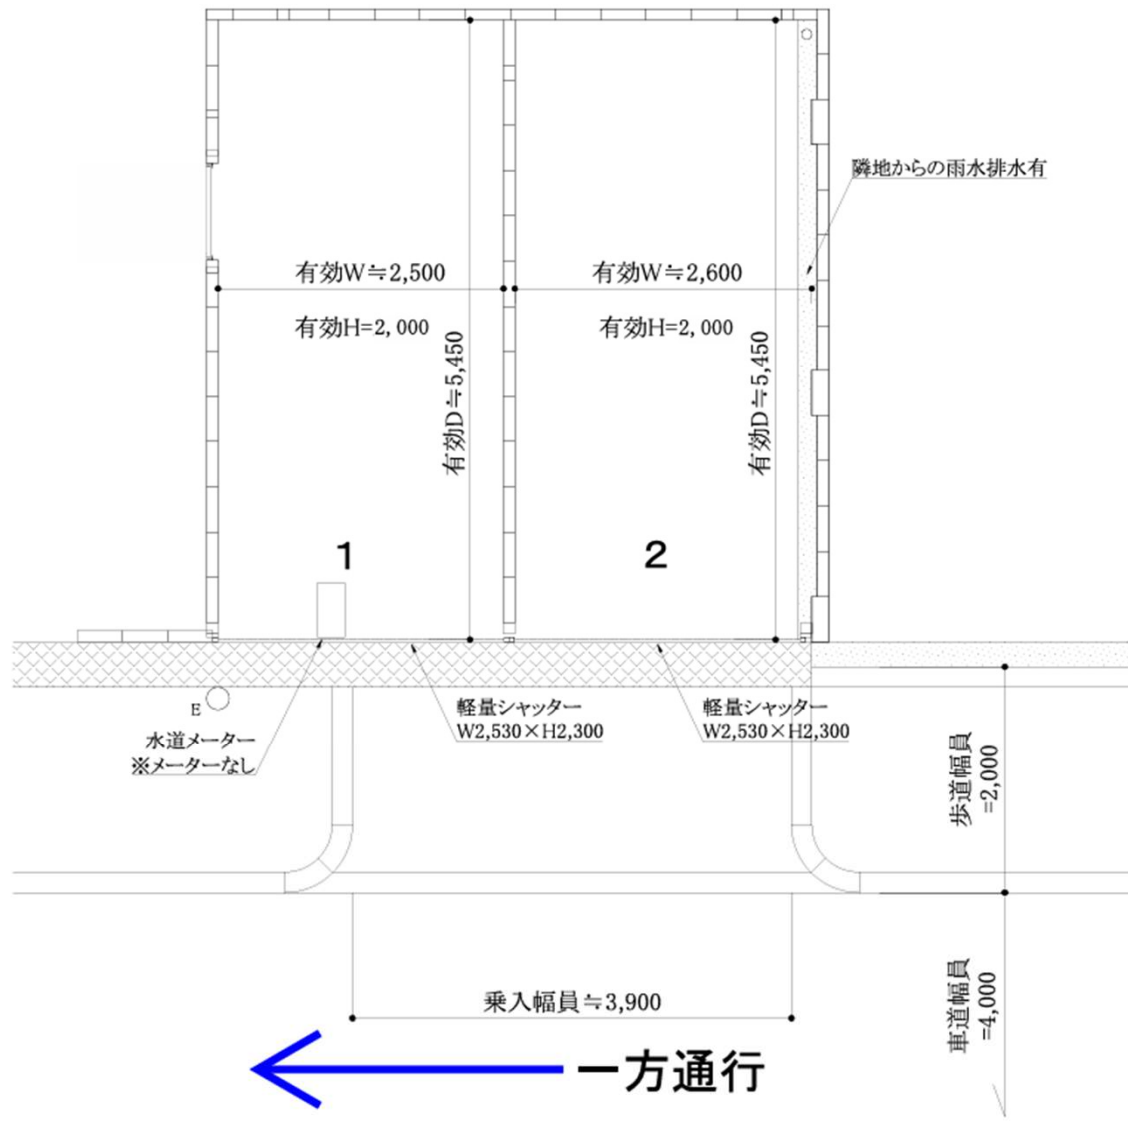 隣地からの雨水排水有
有効W≒2,500
有効W≒2,600
有効H=2,000
有効H=2,000
有効D≒5,450
有効D≒5,450
1
2
E
水道メーター
※メーターなし
軽量シャッター
W2,530×H2,300
軽量シャッター
W2,530×H2,300
歩道幅員
=2,000
乗入幅員≒3,900
車道幅員
=4,000
一方通行